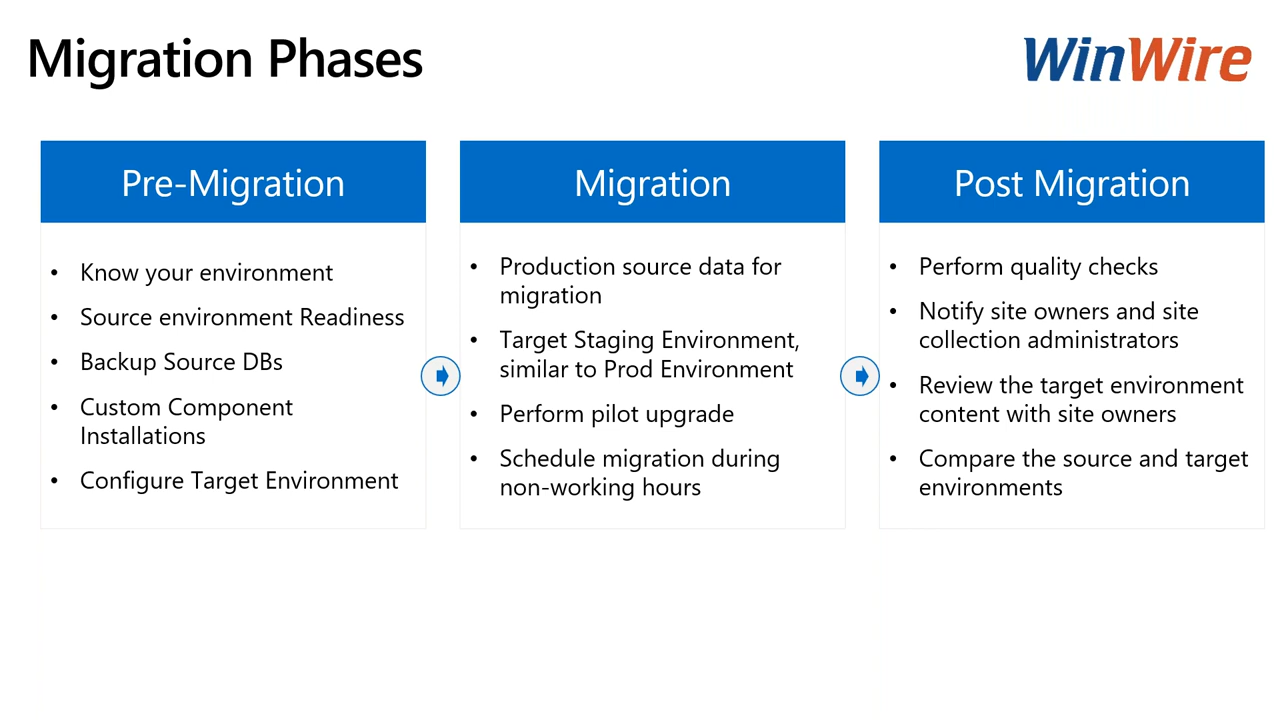 Migration Phases
WinWire
Pre-Migration
• Know your environment
• Source environment Readiness
• Backup Source DBs
• Custom Component
Installations
• Configure Target Environment
Migration
• Production source data for
migration
• Target Staging Environment,
similar to Prod Environment
• Perform pilot upgrade
• Schedule migration during
non-working hours
Post Migration
• Perform quality checks
• Notify site owners and site
collection administrators
• Review the target environment
content with site owners
• Compare the source and target
environments